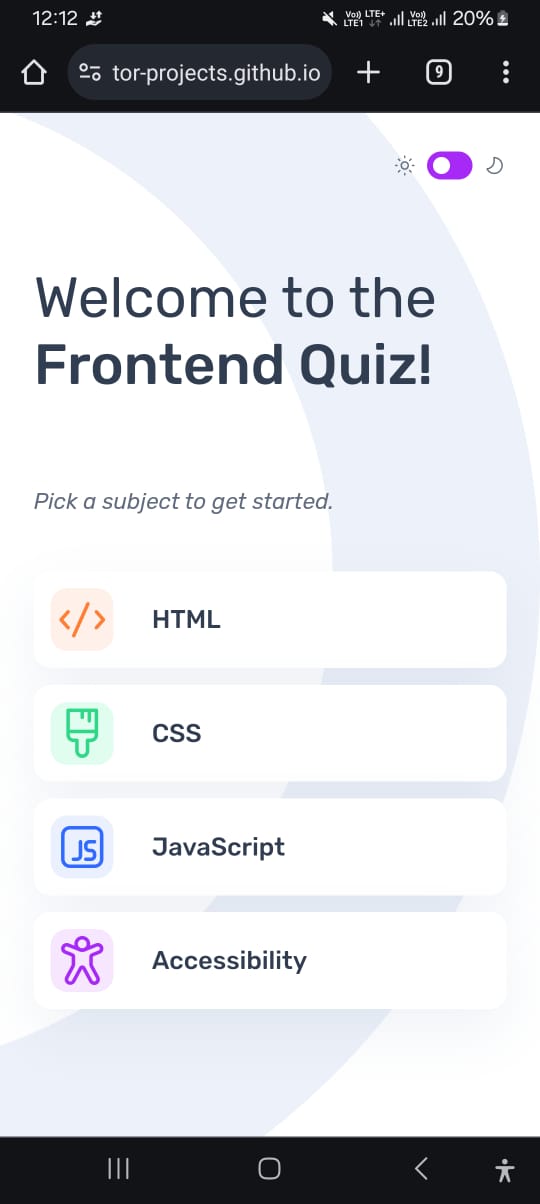 12:12 Vo) LTE1 LTE+ Vo) LTE2 20%
tor-projects.github.io 9
Welcome to the
Frontend Quiz!
Pick a subject to get started.
HTML
CSS
JS JavaScript
Accessibility